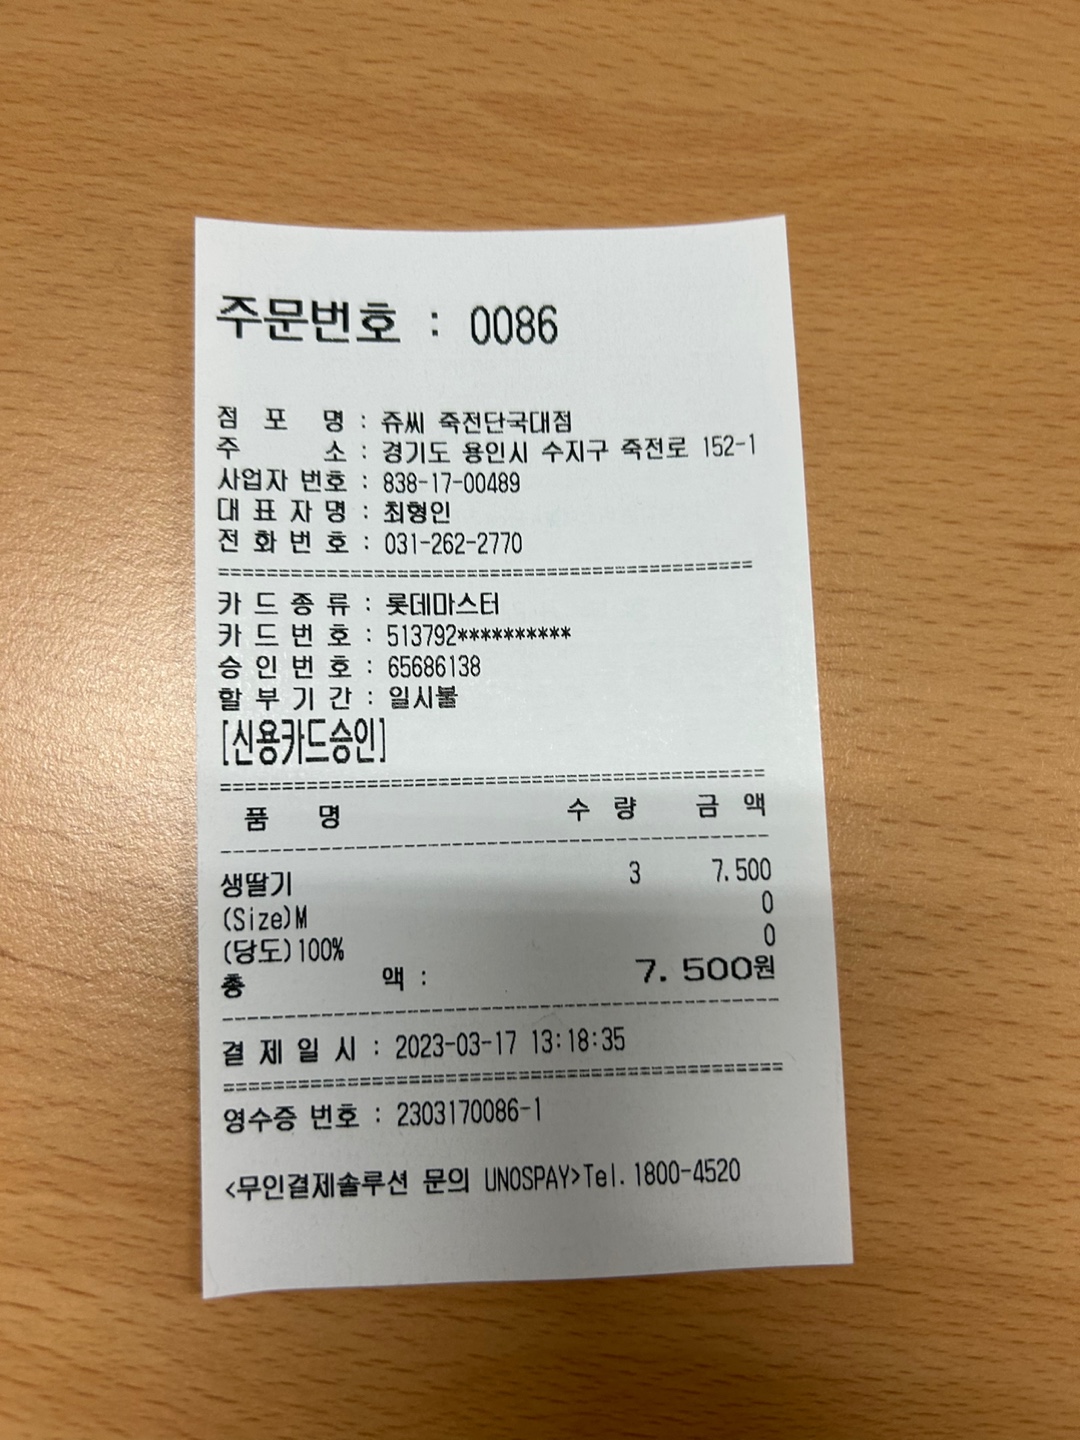 주문번호 : 0086
점 포 명 : 쥬씨 죽전단국대점
주 소 : 경기도 용인시 수지구 죽전로 152-1
사업자 번호 : 838-17-00489
대 표 자 명 : 최형인
전 화 번 호 : 031-262-2770
==================================================
카 드 종 류 : 롯데마스터
카 드 번 호 : 513792**********
승 인 번 호 : 65686138
할 부 기 간 : 일시불
[신용카드승인]
==================================================
품 명 수 량 금 액
--------------------------------------------------
생딸기 3 7.500
(Size)M 0
(당도)100% 0
총 액 : 7. 500원
--------------------------------------------------
결 제 일 시 : 2023-03-17 13:18:35
==================================================
영수증 번호 : 2303170086-1
<무인결제솔루션 문의 UNOSPAY>Tel.1800-4520